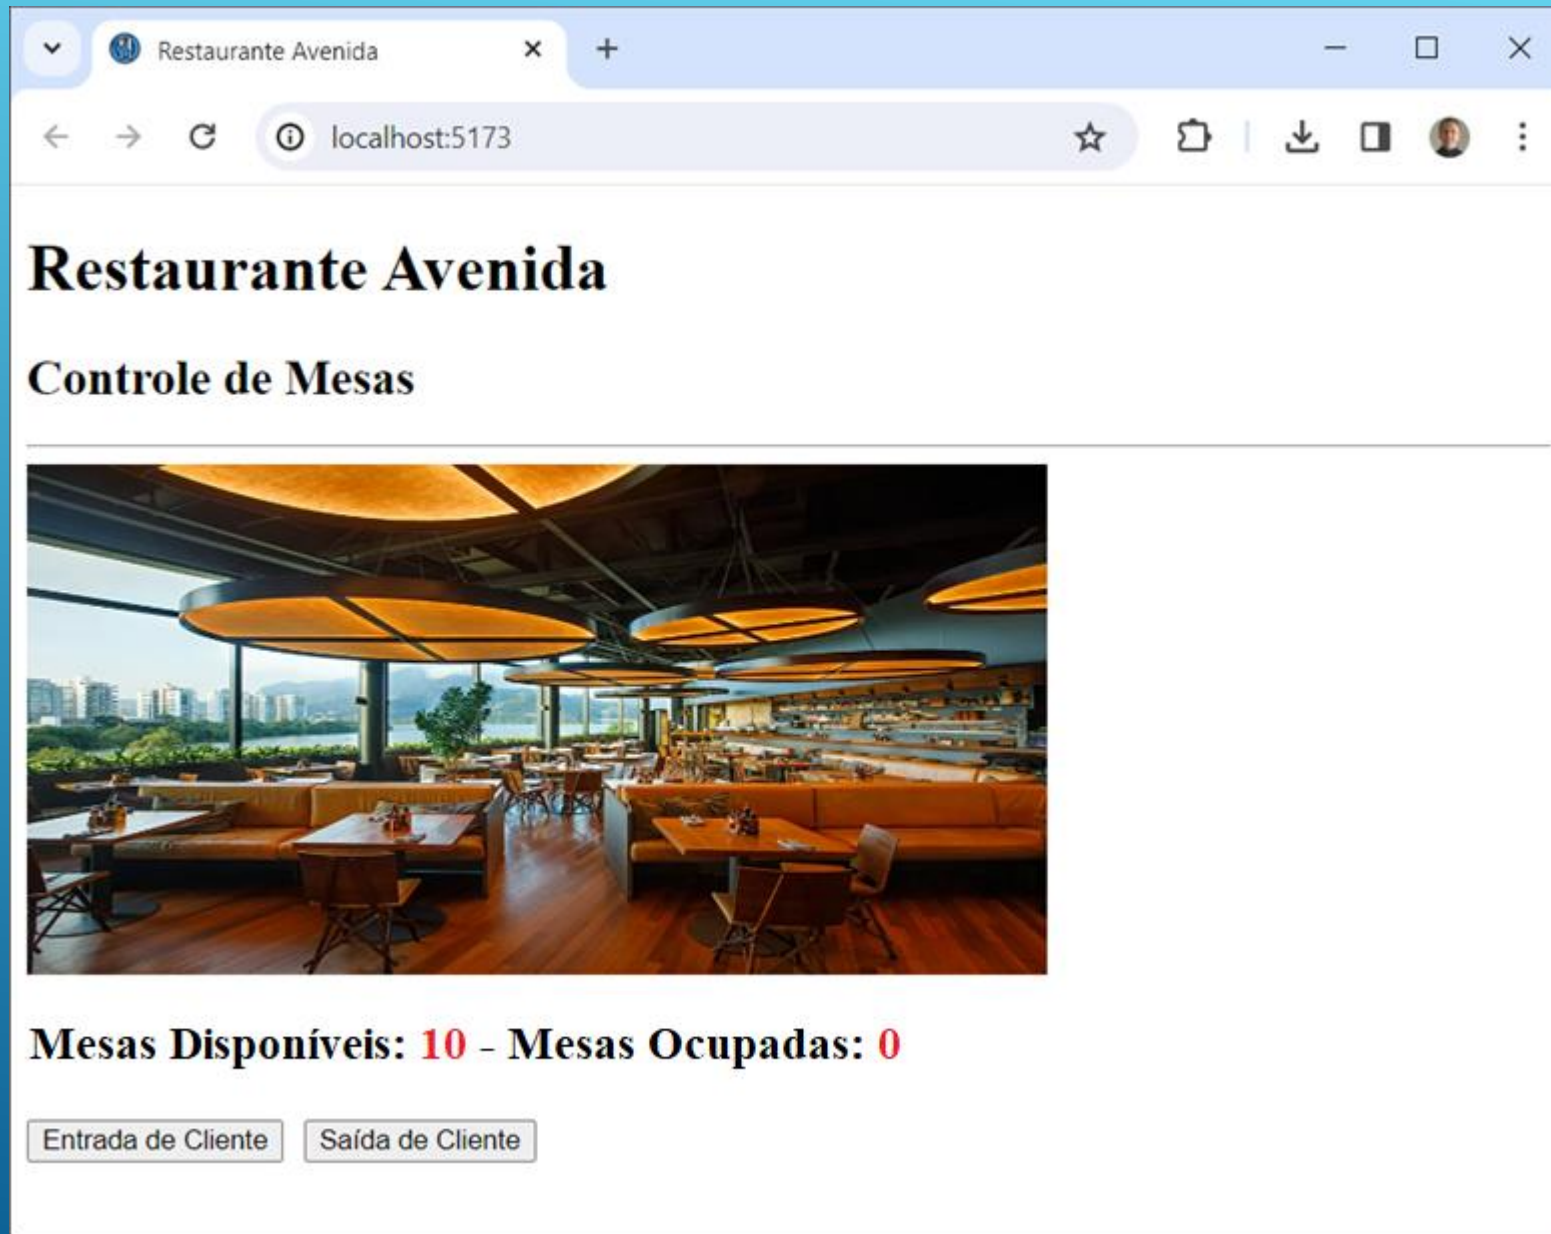 Restaurante Avenida
localhost:5173
Restaurante Avenida
Controle de Mesas
Mesas Disponíveis: 10 - Mesas Ocupadas: 0
Entrada de Cliente Saída de Cliente